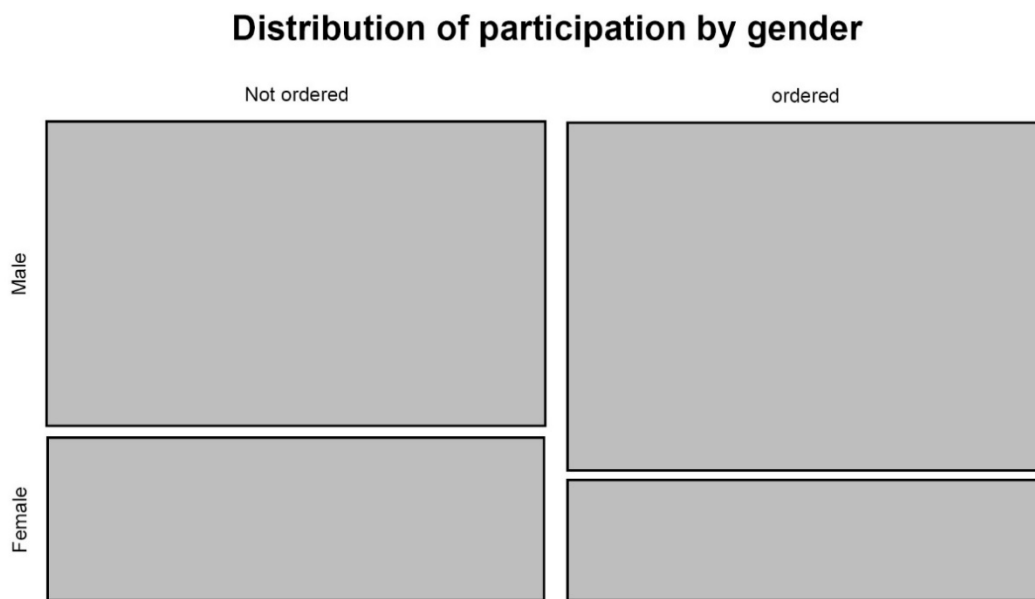 Distribution of participation by gender
Not ordered
ordered
Male
Female